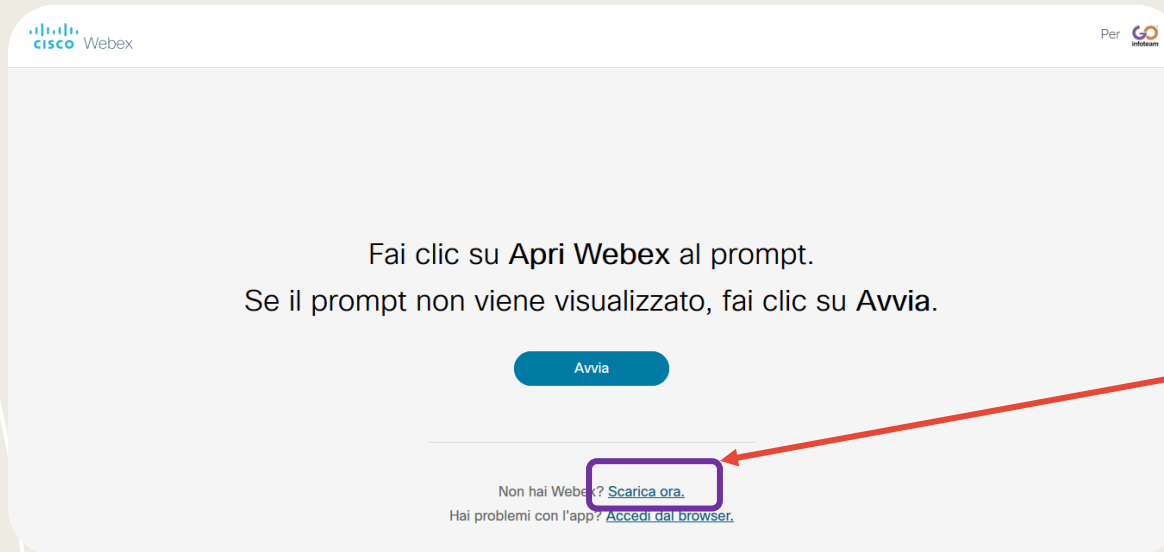 CISCO Webex
Per GO infoteam
Fai clic su Apri Webex al prompt.
Se il prompt non viene visualizzato, fai clic su Avvia.
Avvia
Non hai Webex? Scarica ora.
Hai problemi con l'app? Accedi dal browser.